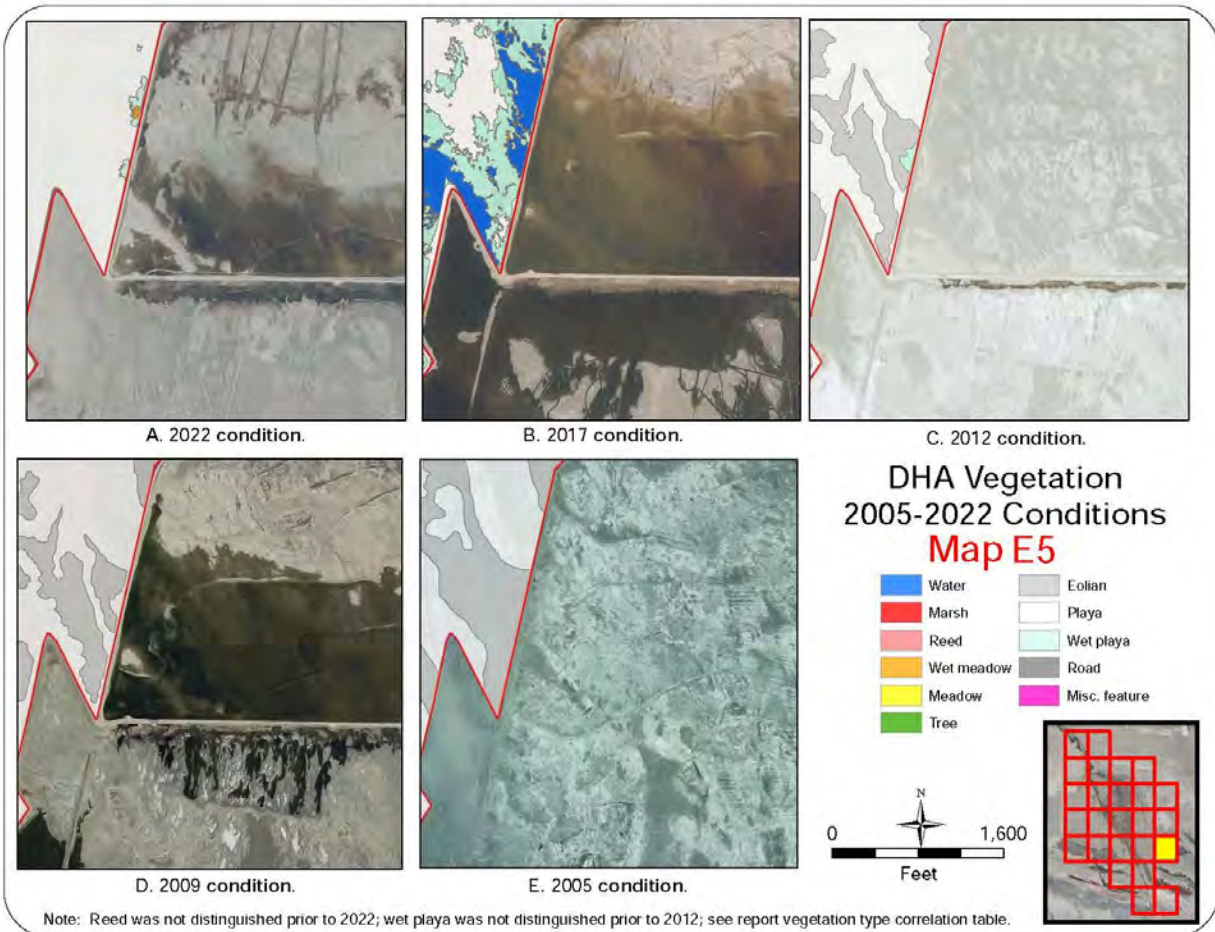 A. 2022 condition.
B. 2017 condition.
C. 2012 condition.
D. 2009 condition.
E. 2005 condition.
DHA Vegetation
2005-2022 Conditions
Map E5
Water
Marsh
Reed
Wet meadow
Meadow
Tree
Eolian
Playa
Wet playa
Road
Misc. feature
N
0 1,600
Feet
Note: Reed was not distinguished prior to 2022; wet playa was not distinguished prior to 2012; see report vegetation type correlation table.